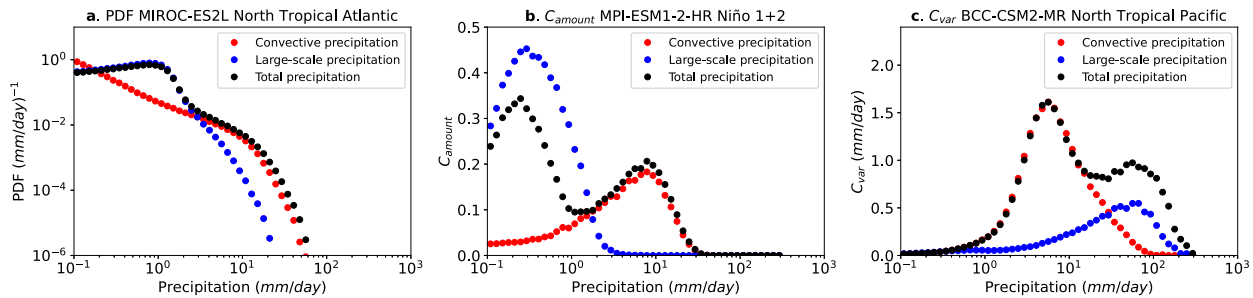 a. PDF MIROC-ES2L North Tropical Atlantic
Convective precipitation
Large-scale precipitation
Total precipitation
10^0
10^−2
10^−4
10^−6
PDF (mm/day)^−1
10^−1
10^0
10^1
10^2
10^3
Precipitation (mm/day)
b. C_amount MPI-ESM1-2-HR Niño 1+2
Convective precipitation
Large-scale precipitation
Total precipitation
0.5
0.4
0.3
0.2
0.1
0.0
C_amount
10^−1
10^0
10^1
10^2
10^3
Precipitation (mm/day)
c. C_var BCC-CSM2-MR North Tropical Pacific
Convective precipitation
Large-scale precipitation
Total precipitation
2.0
1.5
1.0
0.5
0.0
C_var (mm/day)
10^−1
10^0
10^1
10^2
10^3
Precipitation (mm/day)